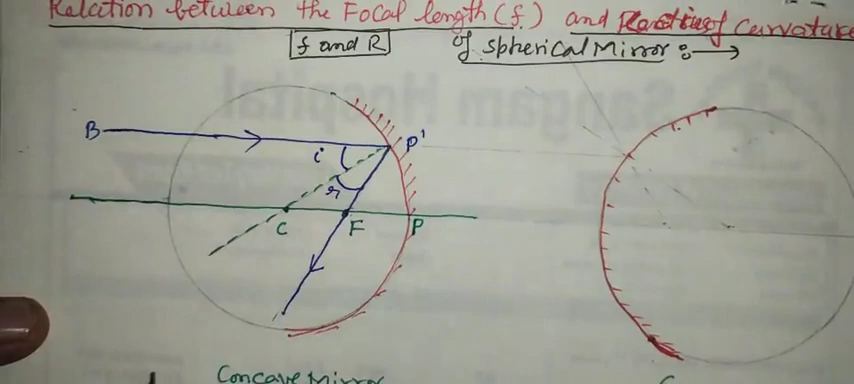 Relation between the Focal length (f) and Radius of curvature
f and R
of spherical Mirror :→
B
P'
i
r
C
F
P
Concave Mirror